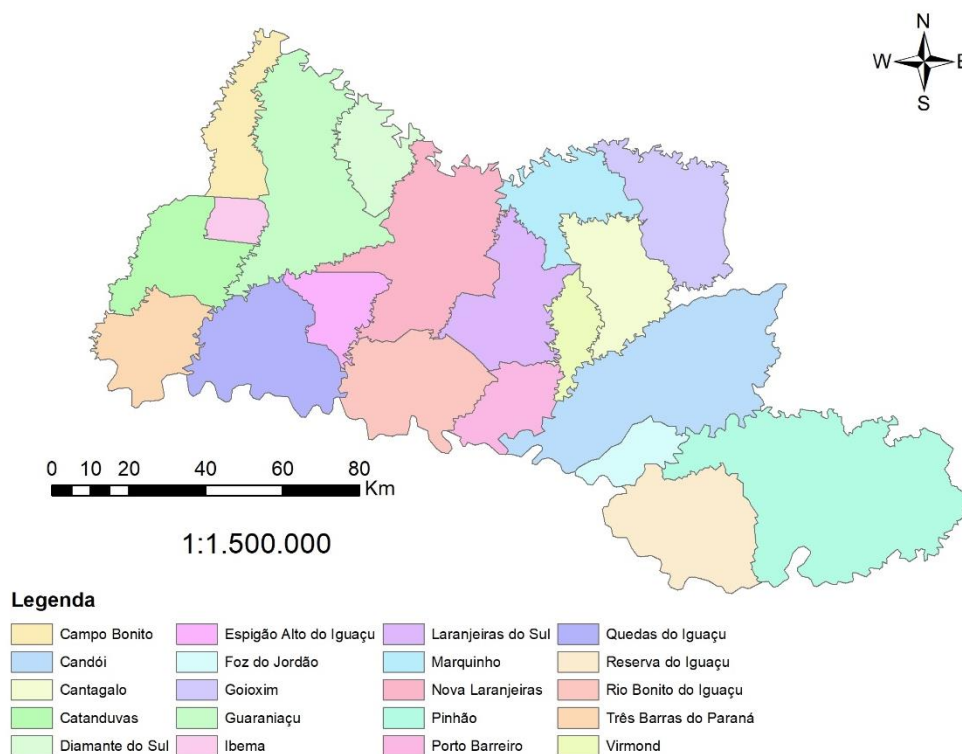 N
W E
S
0 10 20 40 60 80
Km
1:1.500.000
Legenda
Campo Bonito Espigão Alto do Iguaçu Laranjeiras do Sul Quedas do Iguaçu
Candói Foz do Jordão Marquinho Reserva do Iguaçu
Cantagalo Goioxim Nova Laranjeiras Rio Bonito do Iguaçu
Catanduvas Guaraniaçu Pinhão Três Barras do Paraná
Diamante do Sul Ibema Porto Barreiro Virmond